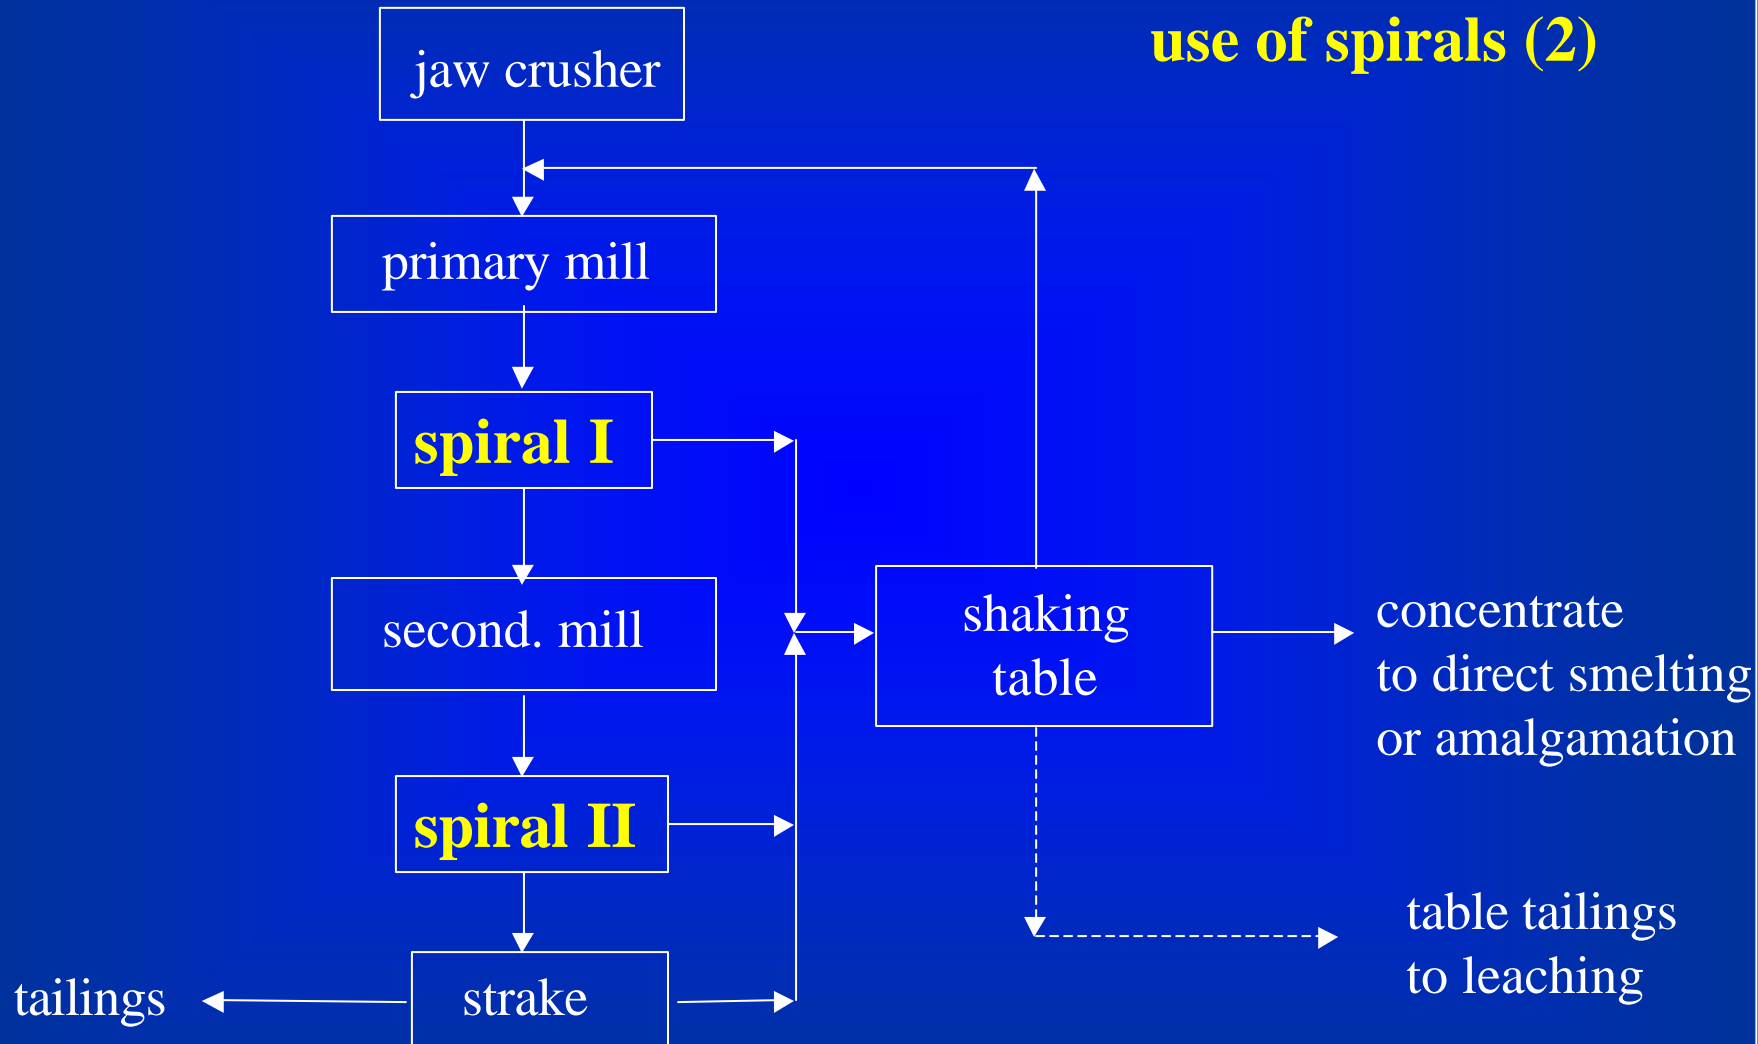 use of spirals (2)
jaw crusher
primary mill
spiral I
second. mill
shaking
table
concentrate
to direct smelting
or amalgamation
spiral II
table tailings
to leaching
tailings
strake